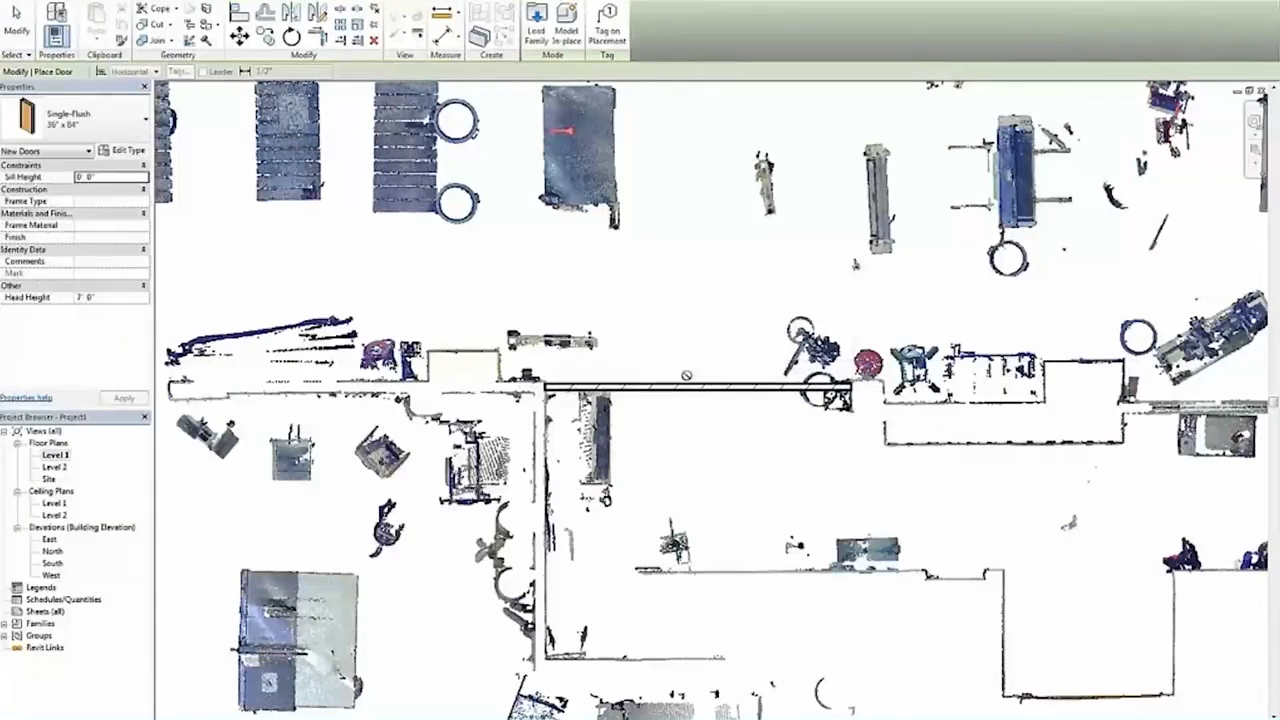 Cope
Cut
Join
Paste
Load
Family
Model
In-place
Tag on
Placement
Modify
Select
Properties
Clipboard
Geometry
Modify
View
Measure
Create
Mode
Tag
Modify | Place Door
Horizontal
Tags...
Leader
1/2"
Properties
Single-Flush
36" x 84"
New Doors
Edit Type
Constraints
Sill Height
0' 0"
Construction
Frame Type
Materials and Finis...
Frame Material
Finish
Identity Data
Comments
Mark
Other
Head Height
7' 0"
Properties help
Apply
Project Browser - Project1
Views (all)
Floor Plans
Level 1
Level 2
Site
Ceiling Plans
Level 1
Level 2
Elevations (Building Elevation)
East
North
South
West
Legends
Schedules/Quantities
Sheets (all)
Families
Groups
Revit Links